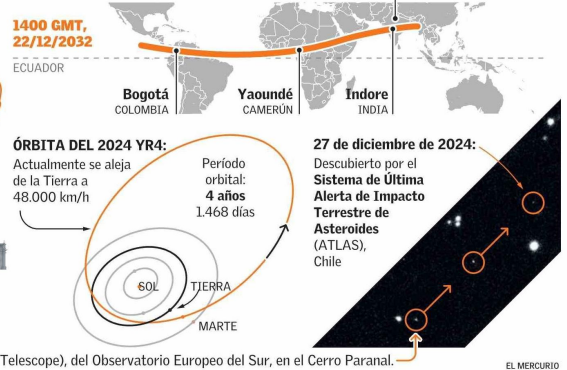 1400 GMT,
22/12/2032
ECUADOR
Bogotá
COLOMBIA
Yaoundé
CAMERÚN
Indore
INDIA
ÓRBITA DEL 2024 YR4:
Actualmente se aleja
de la Tierra a
48.000 km/h
Período
orbital:
4 años
1.468 días
SOL
TIERRA
MARTE
27 de diciembre de 2024:
Descubierto por el
Sistema de Última
Alerta de Impacto
Terrestre de
Asteroides
(ATLAS),
Chile
Telescope), del Observatorio Europeo del Sur, en el Cerro Paranal.
EL MERCURIO